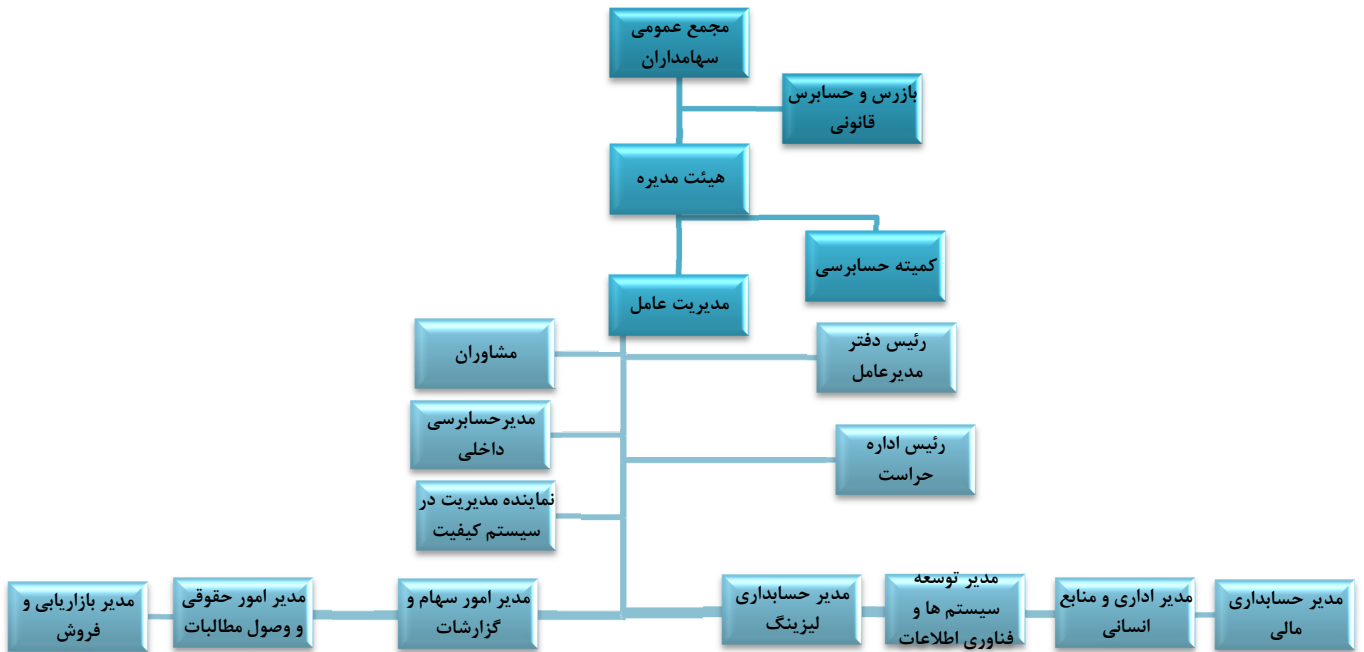 مجمع عمومی
سهامداران
بازرس و حسابرس
قانونی
هیئت مدیره
کمیته حسابرسی
مدیریت عامل
رئیس دفتر
مدیرعامل
مشاوران
مدیرحسابرسی
داخلی
رئیس اداره
حراست
نماینده مدیریت در
سیستم کیفیت
مدیر حسابداری
مالی
مدیر اداری و منابع
انسانی
مدیر توسعه
سیستم ها و
فناوری اطلاعات
مدیر حسابداری
لیزینگ
مدیر امور سهام و
گزارشات
مدیر امور حقوقی
و وصول مطالبات
مدیر بازاریابی و
فروش